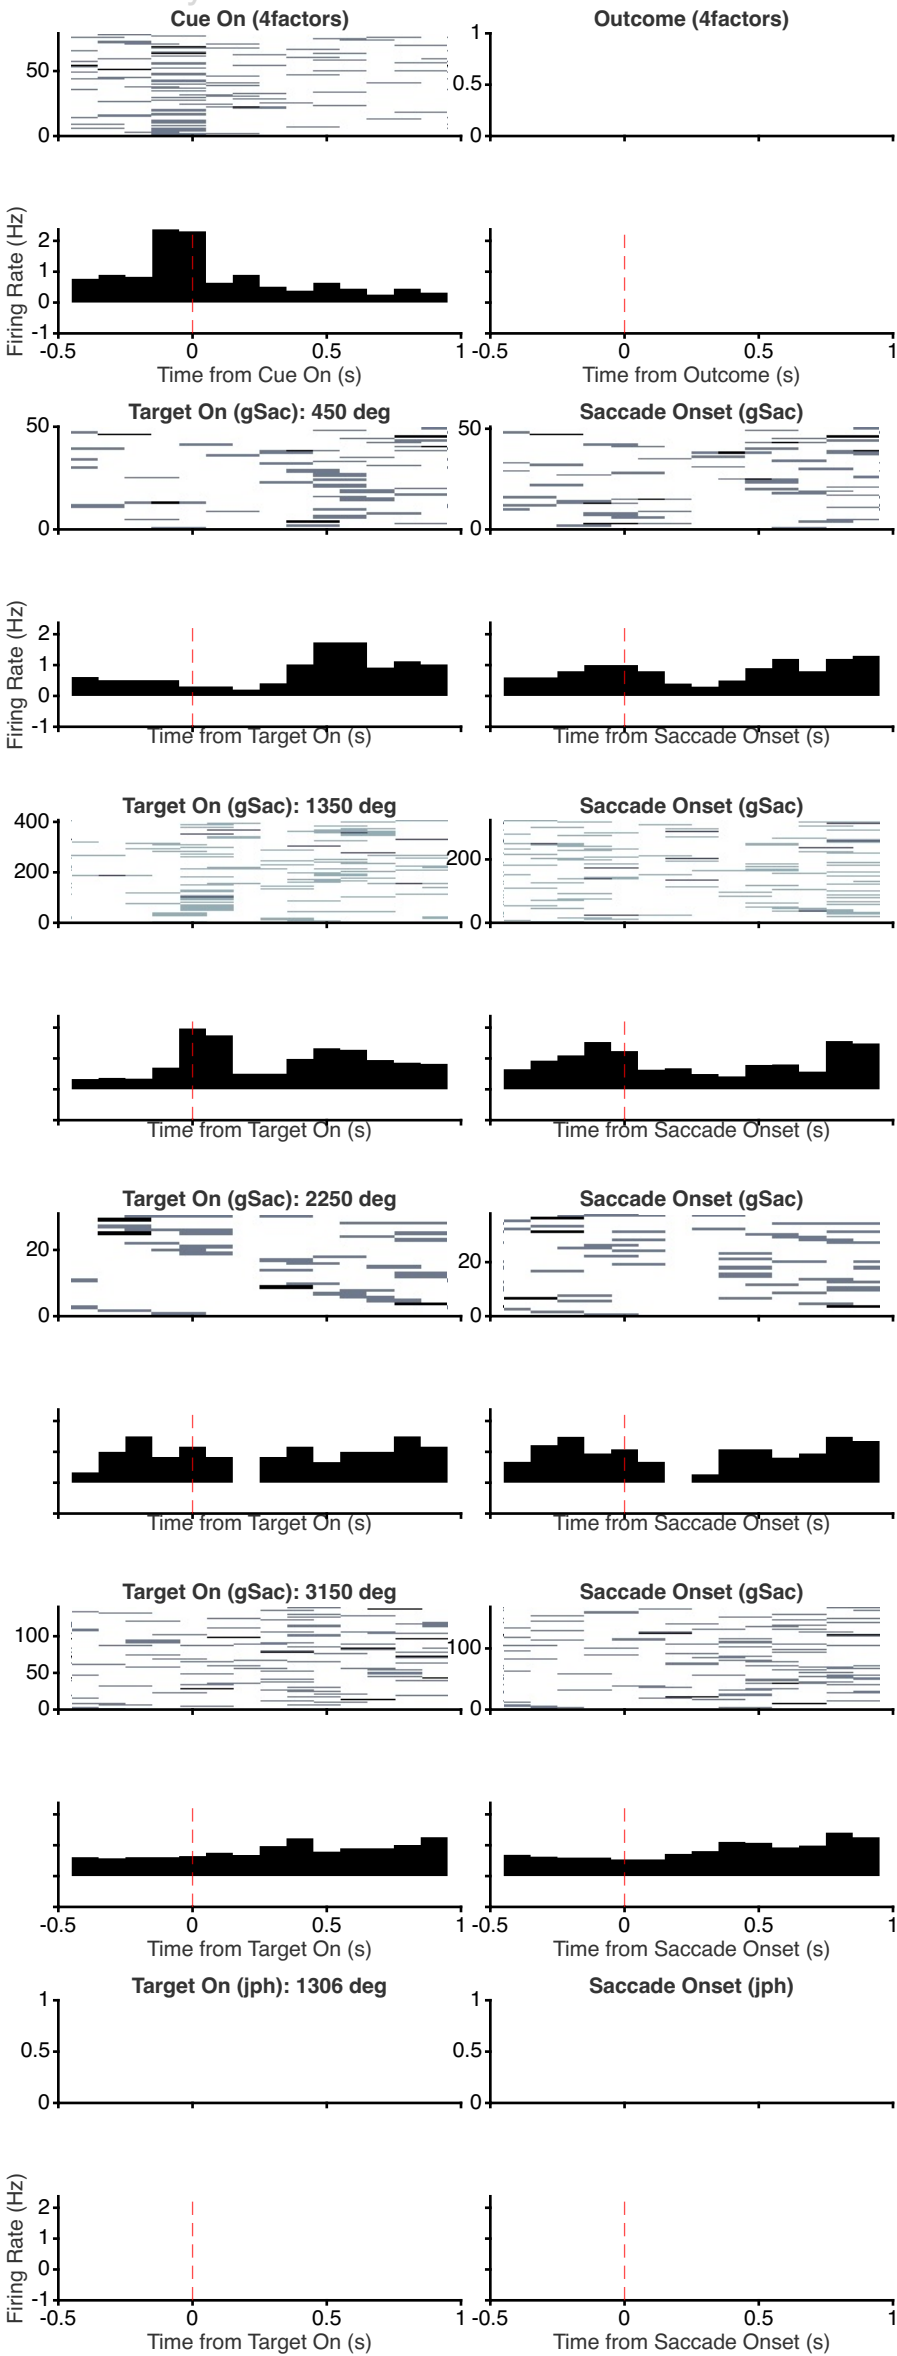 Cue On (4factors)
Outcome (4factors)
50
0
1
0.5
0
Firing Rate (Hz)
2
1
0
-1
-0.5 0 0.5 1
-0.5 0 0.5 1
Time from Cue On (s)
Time from Outcome (s)
Target On (gSac): 450 deg
Saccade Onset (gSac)
50
0
50
0
Firing Rate (Hz)
2
1
0
-1
Time from Target On (s)
Time from Saccade Onset (s)
Target On (gSac): 1350 deg
Saccade Onset (gSac)
400
200
0
200
0
Time from Target On (s)
Time from Saccade Onset (s)
Target On (gSac): 2250 deg
Saccade Onset (gSac)
20
0
20
0
Time from Target On (s)
Time from Saccade Onset (s)
Target On (gSac): 3150 deg
Saccade Onset (gSac)
100
50
0
100
0
-0.5 0 0.5 1
-0.5 0 0.5 1
Time from Target On (s)
Time from Saccade Onset (s)
Target On (jph): 1306 deg
Saccade Onset (jph)
1
0.5
0
1
0.5
0
Firing Rate (Hz)
2
1
0
-1
-0.5 0 0.5 1
-0.5 0 0.5 1
Time from Target On (s)
Time from Saccade Onset (s)